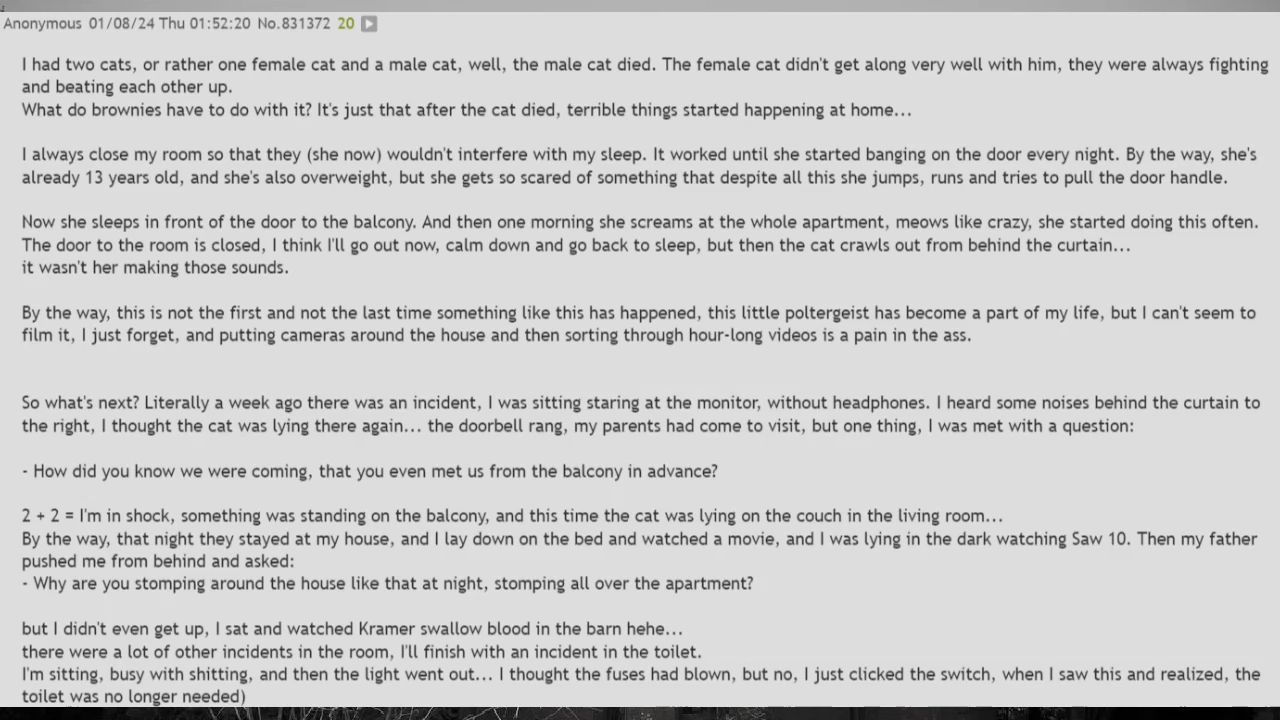 Anonymous 01/08/24 Thu 01:52:20 No.831372 20
I had two cats, or rather one female cat and a male cat, well, the male cat died. The female cat didn't get along very well with him, they were always fighting
and beating each other up.
What do brownies have to do with it? It's just that after the cat died, terrible things started happening at home...
I always close my room so that they (she now) wouldn't interfere with my sleep. It worked until she started banging on the door every night. By the way, she's
already 13 years old, and she's also overweight, but she gets so scared of something that despite all this she jumps, runs and tries to pull the door handle.
Now she sleeps in front of the door to the balcony. And then one morning she screams at the whole apartment, meows like crazy, she started doing this often.
The door to the room is closed, I think I'll go out now, calm down and go back to sleep, but then the cat crawls out from behind the curtain...
it wasn't her making those sounds.
By the way, this is not the first and not the last time something like this has happened, this little poltergeist has become a part of my life, but I can't seem to
film it, I just forget, and putting cameras around the house and then sorting through hour-long videos is a pain in the ass.
So what's next? Literally a week ago there was an incident, I was sitting staring at the monitor, without headphones. I heard some noises behind the curtain to
the right, I thought the cat was lying there again... the doorbell rang, my parents had come to visit, but one thing, I was met with a question:
- How did you know we were coming, that you even met us from the balcony in advance?
2 + 2 = I'm in shock, something was standing on the balcony, and this time the cat was lying on the couch in the living room...
By the way, that night they stayed at my house, and I lay down on the bed and watched a movie, and I was lying in the dark watching Saw 10. Then my father
pushed me from behind and asked:
- Why are you stomping around the house like that at night, stomping all over the apartment?
but I didn't even get up, I sat and watched Kramer swallow blood in the barn hehe...
there were a lot of other incidents in the room, I'll finish with an incident in the toilet.
I'm sitting, busy with shitting, and then the light went out... I thought the fuses had blown, but no, I just clicked the switch, when I saw this and realized, the
toilet was no longer needed)